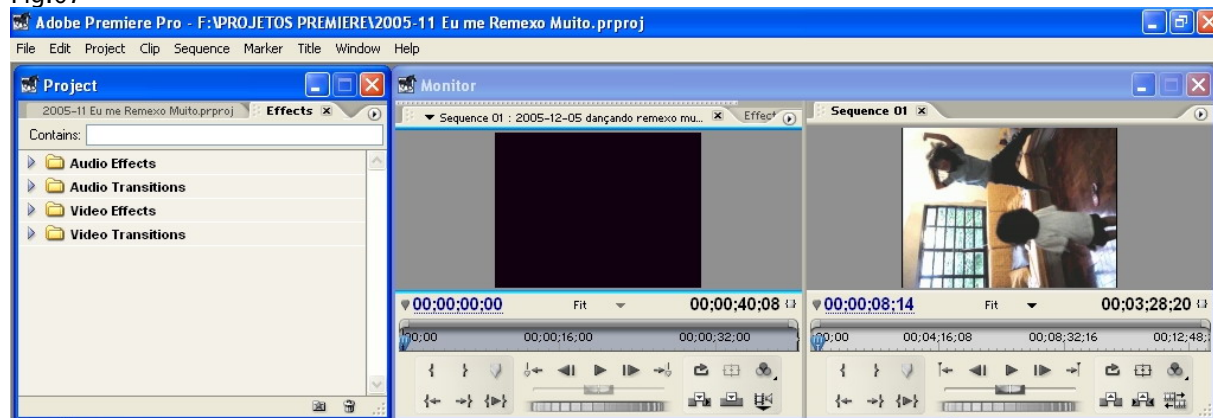 Adobe Premiere Pro - F:\PROJETOS PREMIERE\2005-11 Eu me Remexo Muito.prproj
File Edit Project Clip Sequence Marker Title Window Help
Project
Monitor
2005-11 Eu me Remexo Muito.prproj Effects
Sequence 01 : 2005-12-05 dançando remexo mu... Effect
Sequence 01
Contains:
Audio Effects
Audio Transitions
Video Effects
Video Transitions
00;00;00;00 Fit 00;00;40;08
00;00;08;14 Fit 00;03;28;20
00;00 00;00;16;00 00;00;32;00
00;00 00;04;16;08 00;08;32;16 00;12;48;